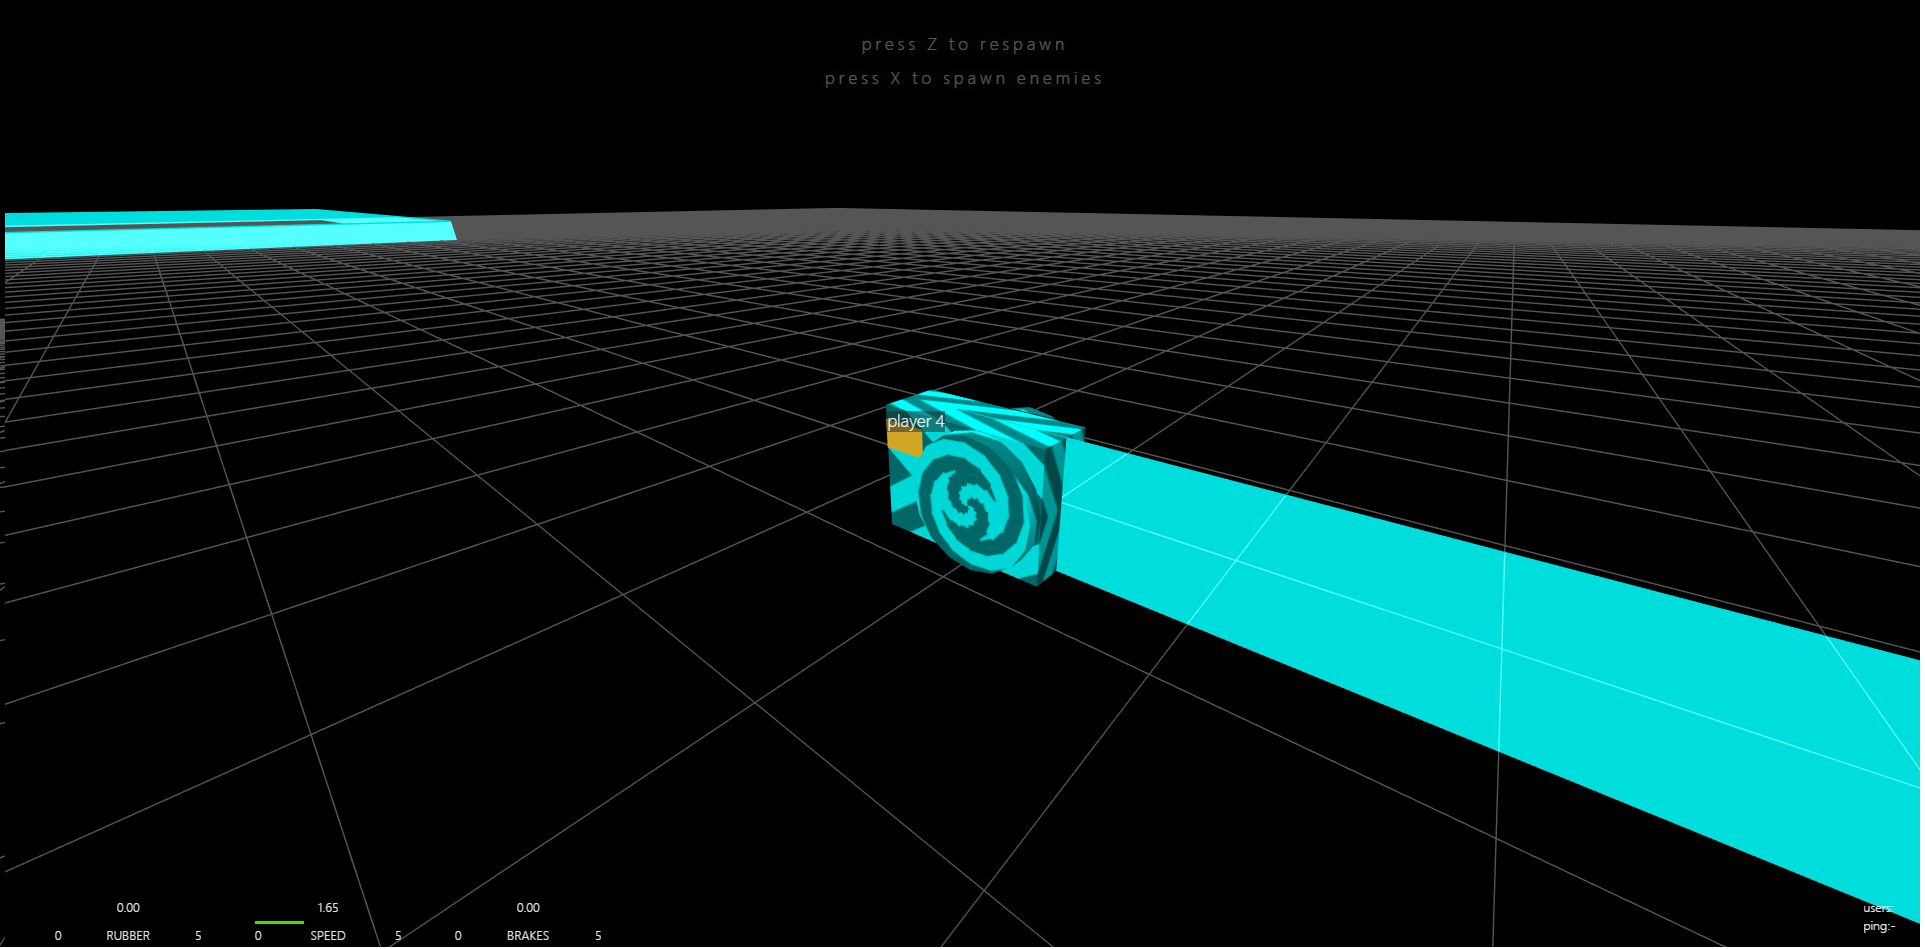 press Z to respawn
press X to spawn enemies
player 4
0.00 1.65 0.00
0 RUBBER 5 0 SPEED 5 0 BRAKES 5
users:
ping:-